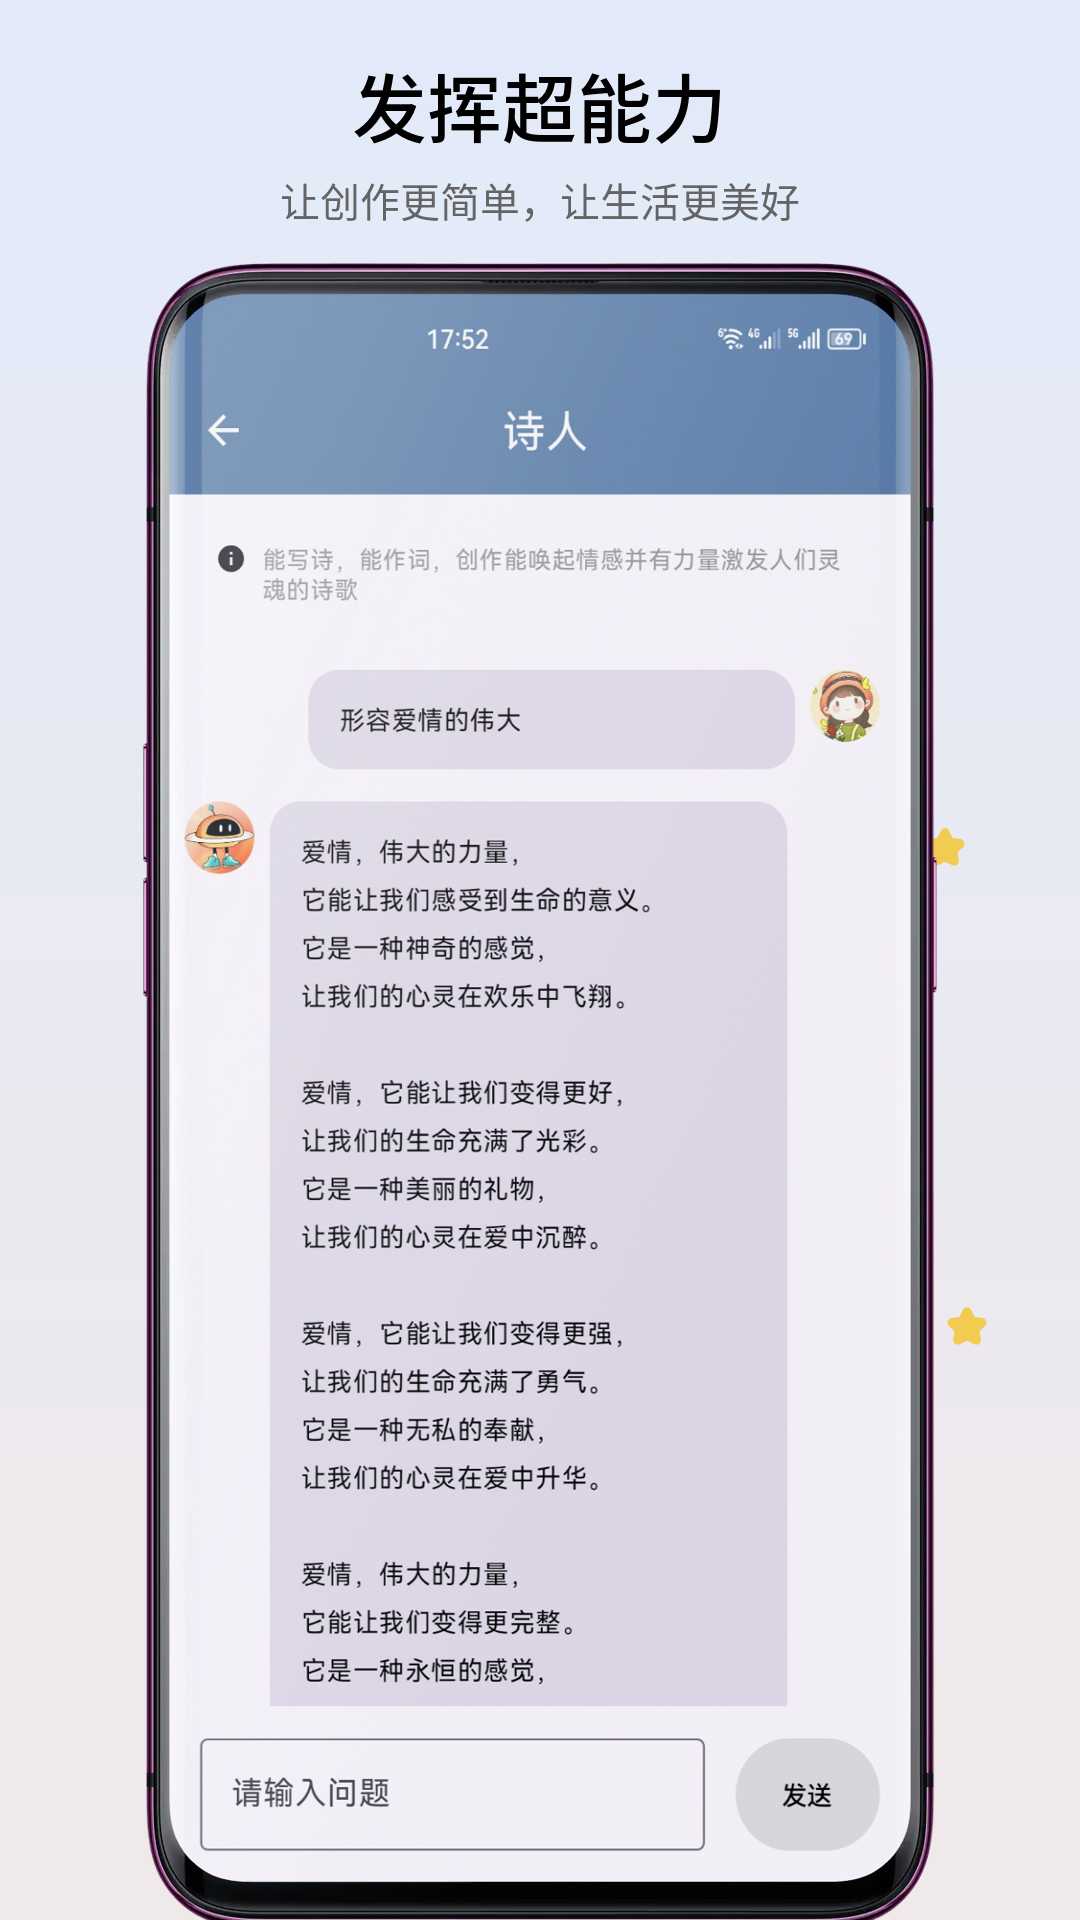 发挥超能力
让创作更简单，让生活更美好
17:52
6 4G 5G 69
诗人
能写诗，能作词，创作能唤起情感并有力量激发人们灵
魂的诗歌
形容爱情的伟大
爱情，伟大的力量，
它能让我们感受到生命的意义。
它是一种神奇的感觉，
让我们的心灵在欢乐中飞翔。
爱情，它能让我们变得更好，
让我们的生命充满了光彩。
它是一种美丽的礼物，
让我们的心灵在爱中沉醉。
爱情，它能让我们变得更强，
让我们的生命充满了勇气。
它是一种无私的奉献，
让我们的心灵在爱中升华。
爱情，伟大的力量，
它能让我们变得更完整。
它是一种永恒的感觉，
请输入问题
发送